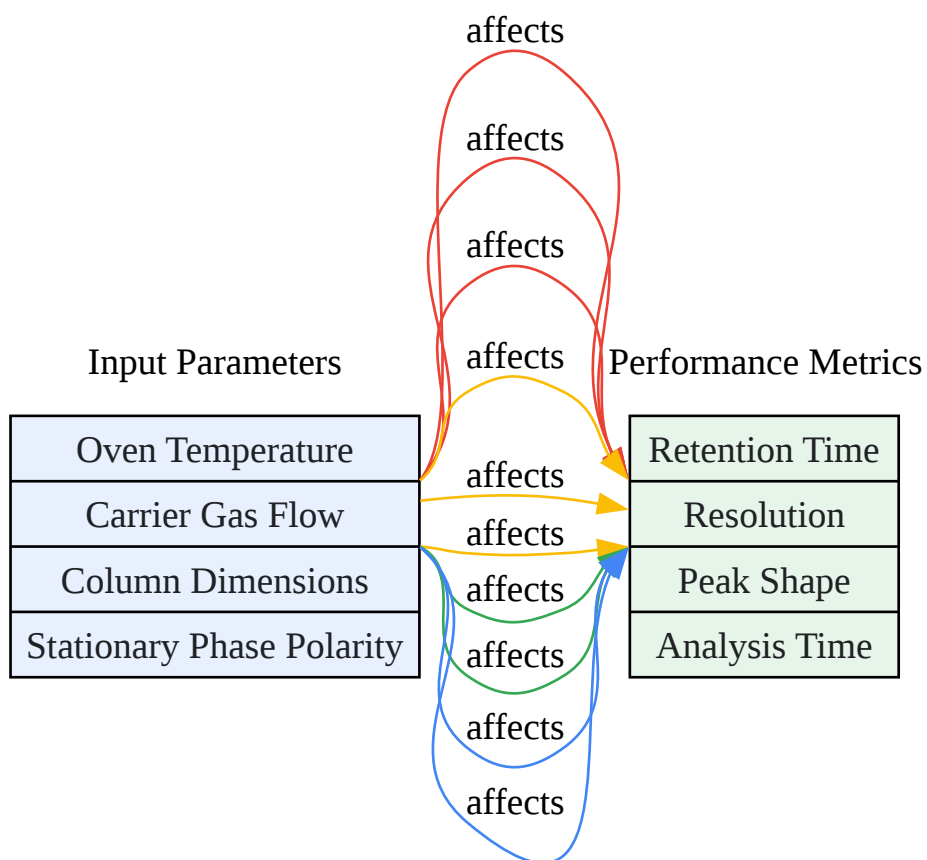 affects
affects
affects
affects
Input Parameters
Performance Metrics
Oven Temperature
Carrier Gas Flow
Column Dimensions
Stationary Phase Polarity
Retention Time
Resolution
Peak Shape
Analysis Time
affects
affects
affects
affects
affects
affects